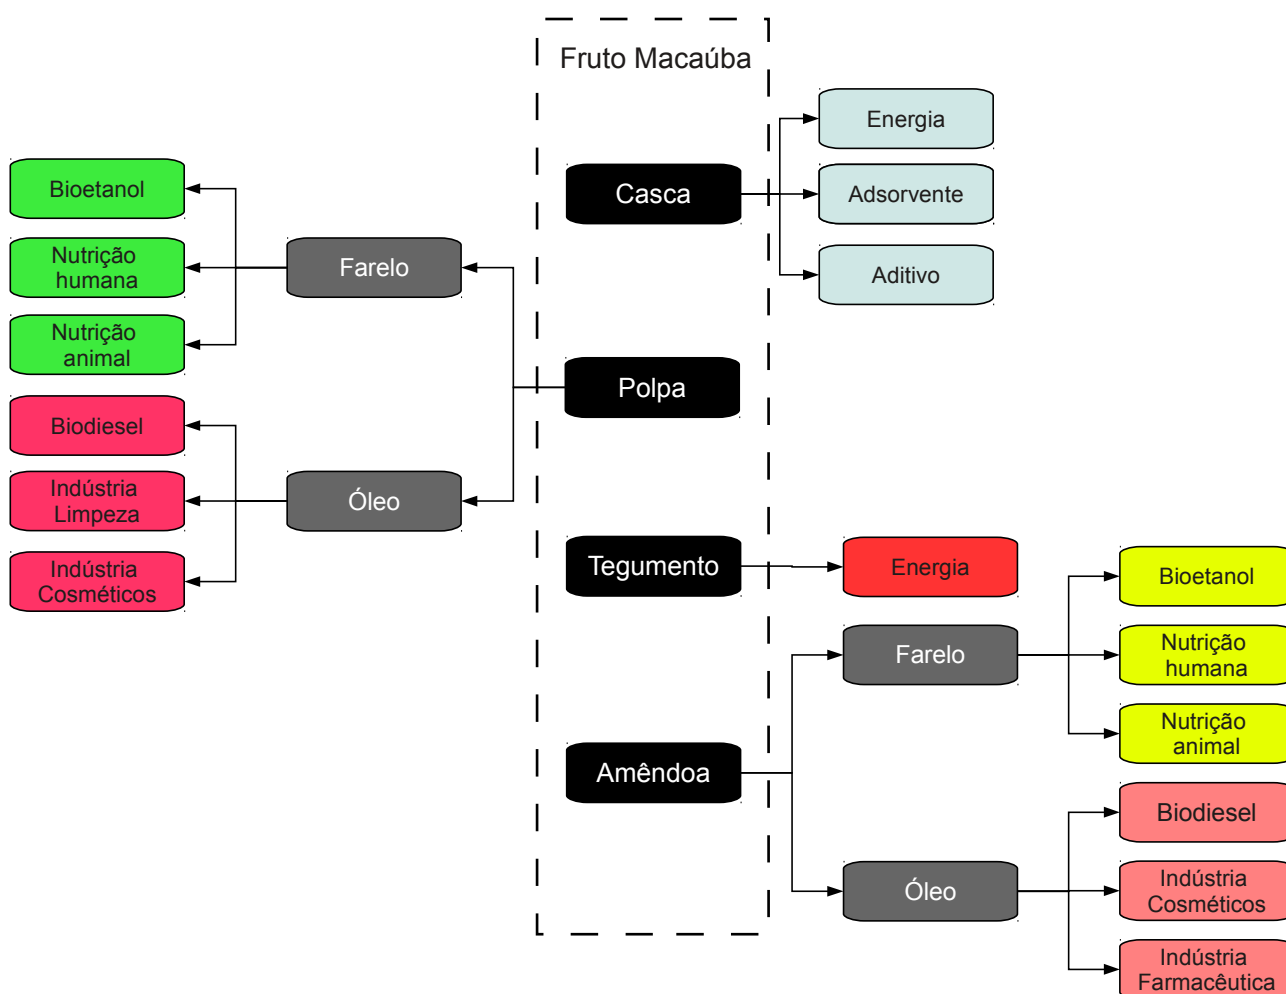 Fruto Macaúba
Casca
Energia
Adsorvente
Aditivo
Polpa
Farelo
Bioetanol
Nutrição
humana
Nutrição
animal
Óleo
Biodiesel
Indústria
Limpeza
Indústria
Cosméticos
Tegumento
Energia
Amêndoa
Farelo
Bioetanol
Nutrição
humana
Nutrição
animal
Óleo
Biodiesel
Indústria
Cosméticos
Indústria
Farmacêutica